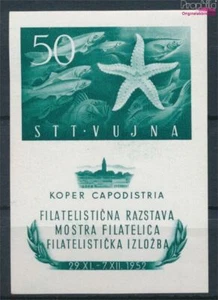 50
STT·VUJNA
KOPER CAPODISTRIA
FILATELISTIČNA RAZSTAVA
MOSTRA FILATELICA
FILATELISTIČKA IZLOŽBA
29.XI.-7.XII.1952